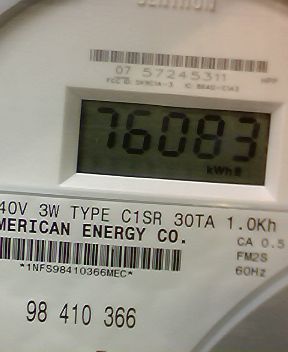 CENTRON
07 57245311
76083
kWh
40V 3W TYPE C1SR 30TA 1.0Kh
MERICAN ENERGY CO.
CA 0.5
FM2S
*1NFS98410366MEC*
60Hz
98 410 366